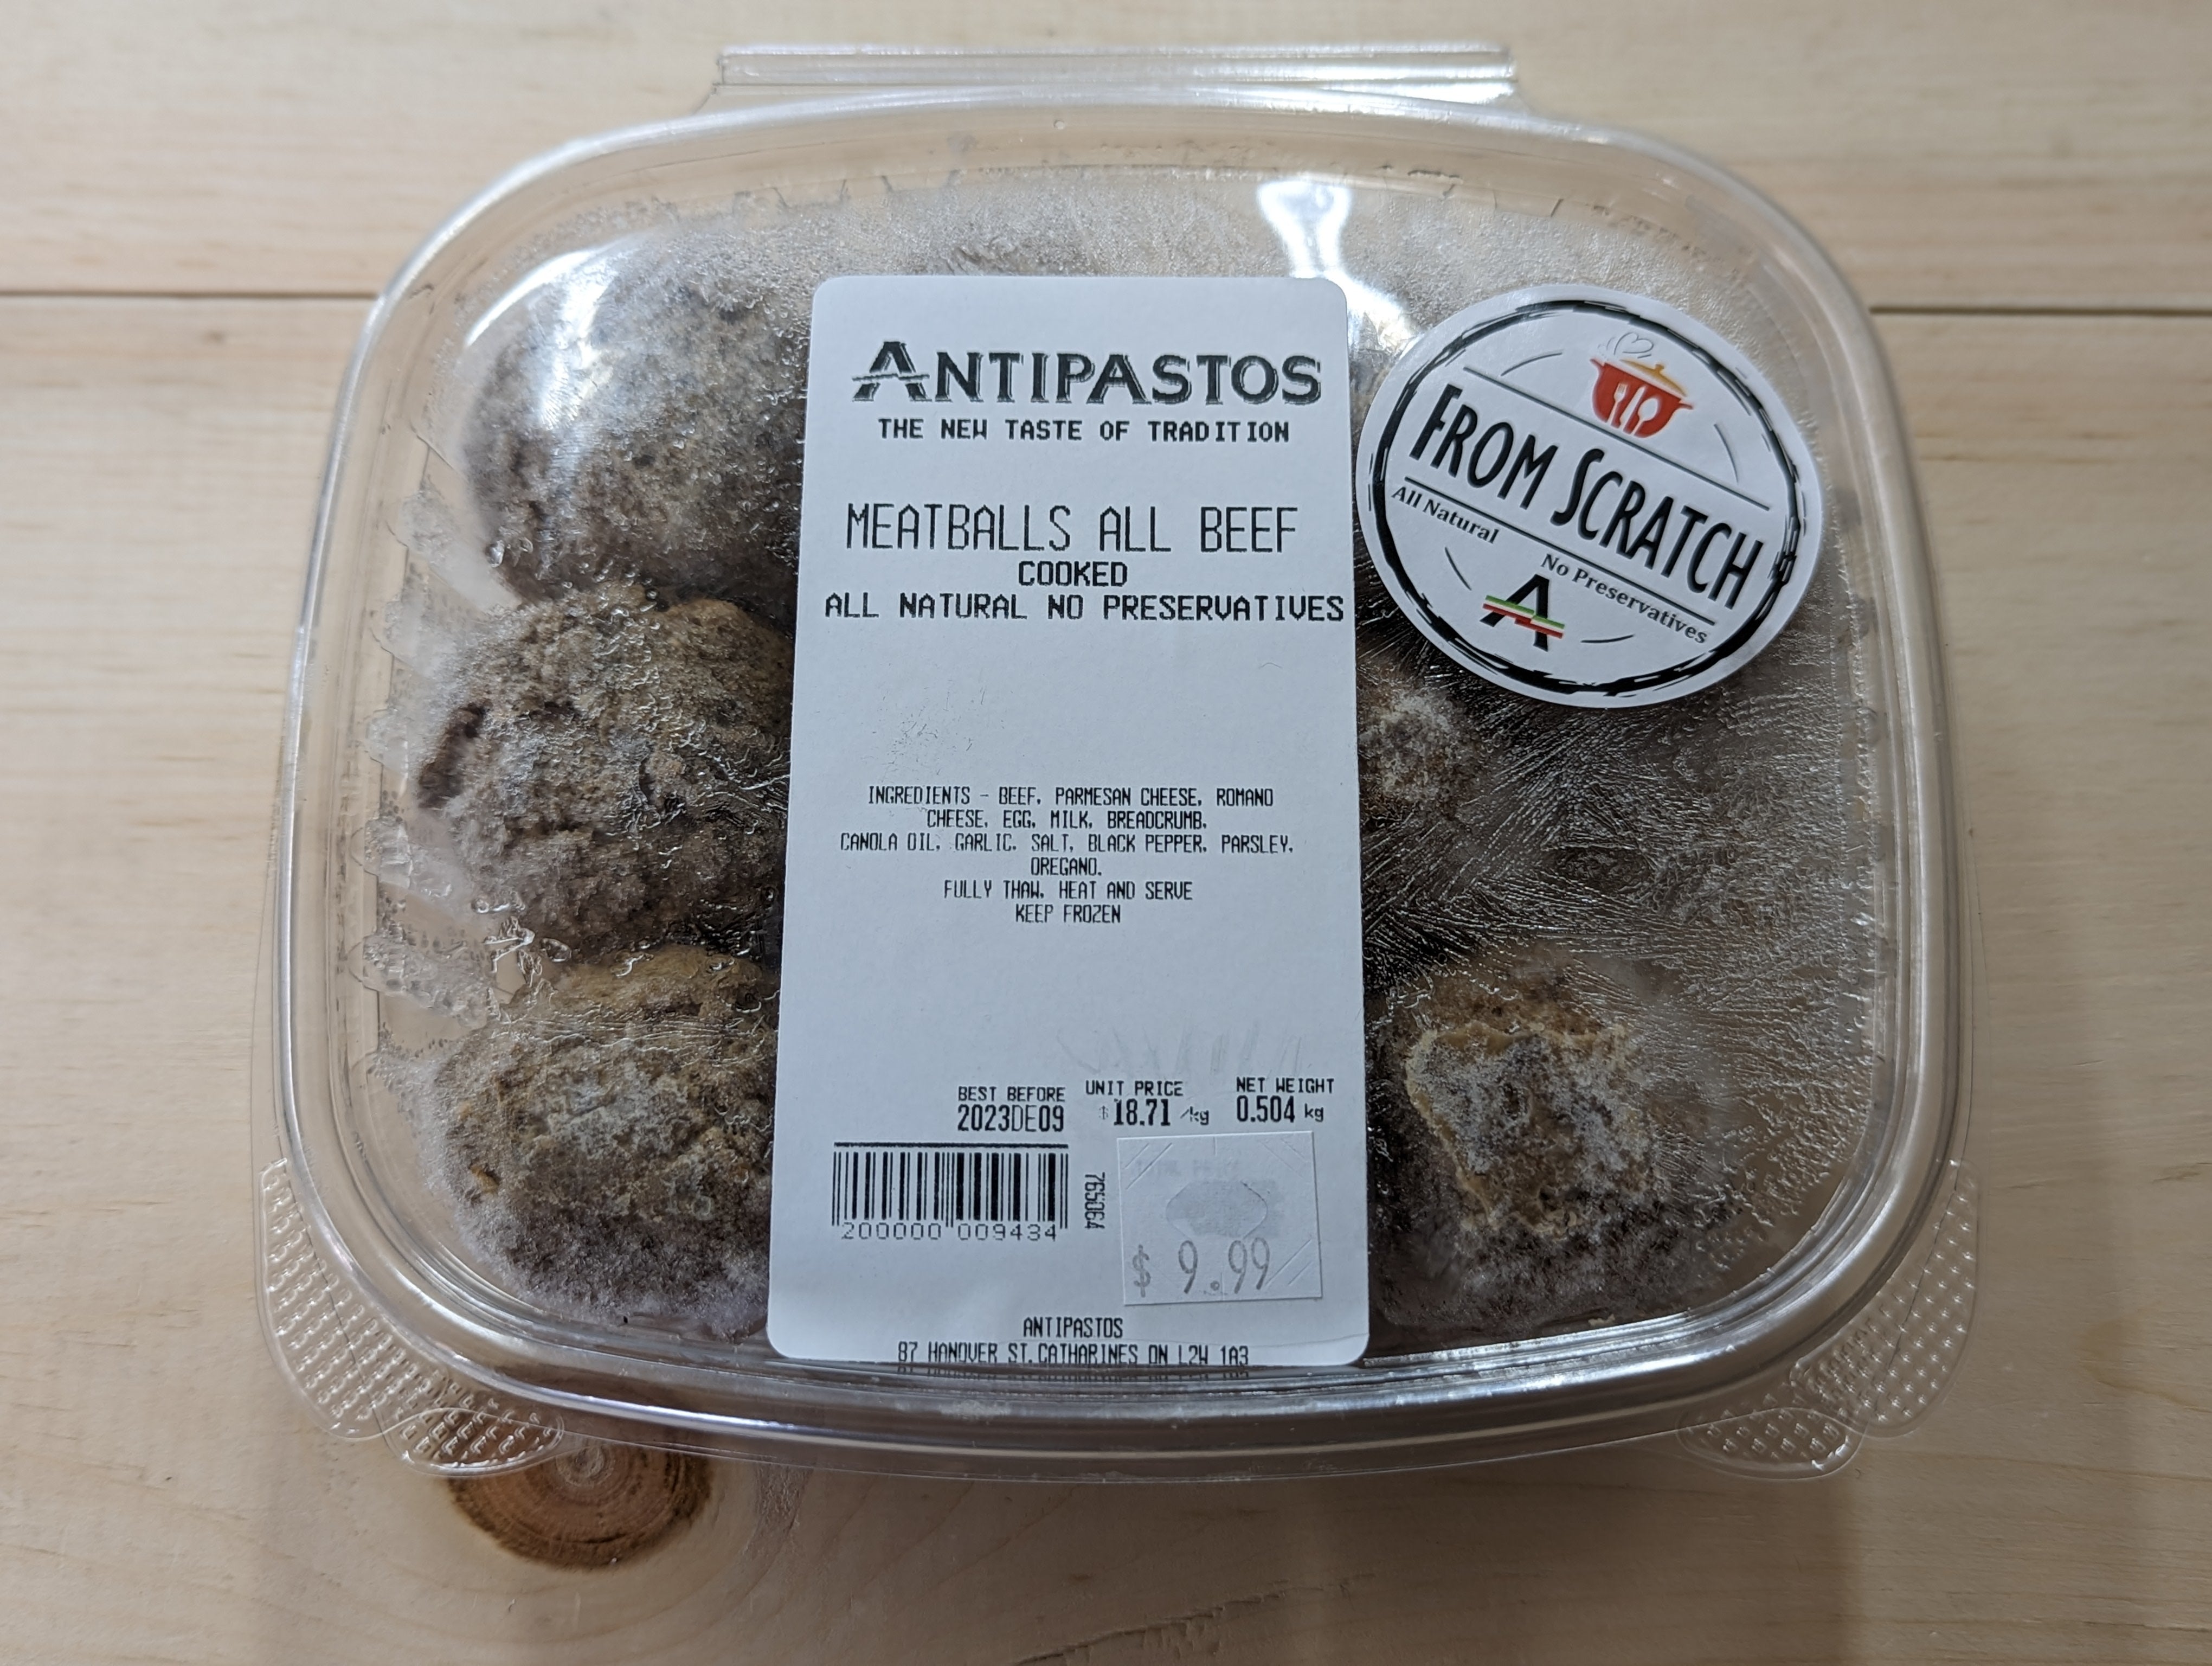 ANTIPASTOS
THE NEW TASTE OF TRADITION
MEATBALLS ALL BEEF
COOKED
ALL NATURAL NO PRESERVATIVES
FROM SCRATCH
All Natural
No Preservatives
A
INGREDIENTS - BEEF, PARMESAN CHEESE, ROMANO
CHEESE, EGG, MILK, BREADCRUMB,
CANOLA OIL, GARLIC, SALT, BLACK PEPPER, PARSLEY,
OREGANO.
FULLY THAW, HEAT AND SERVE
KEEP FROZEN
BEST BEFORE UNIT PRICE NET WEIGHT
2023DE09 $18.71 /kg 0.504 kg
200000 009434
765064
$ 9.99
ANTIPASTOS
87 HANOVER ST.CATHARINES ON L2W 1A3